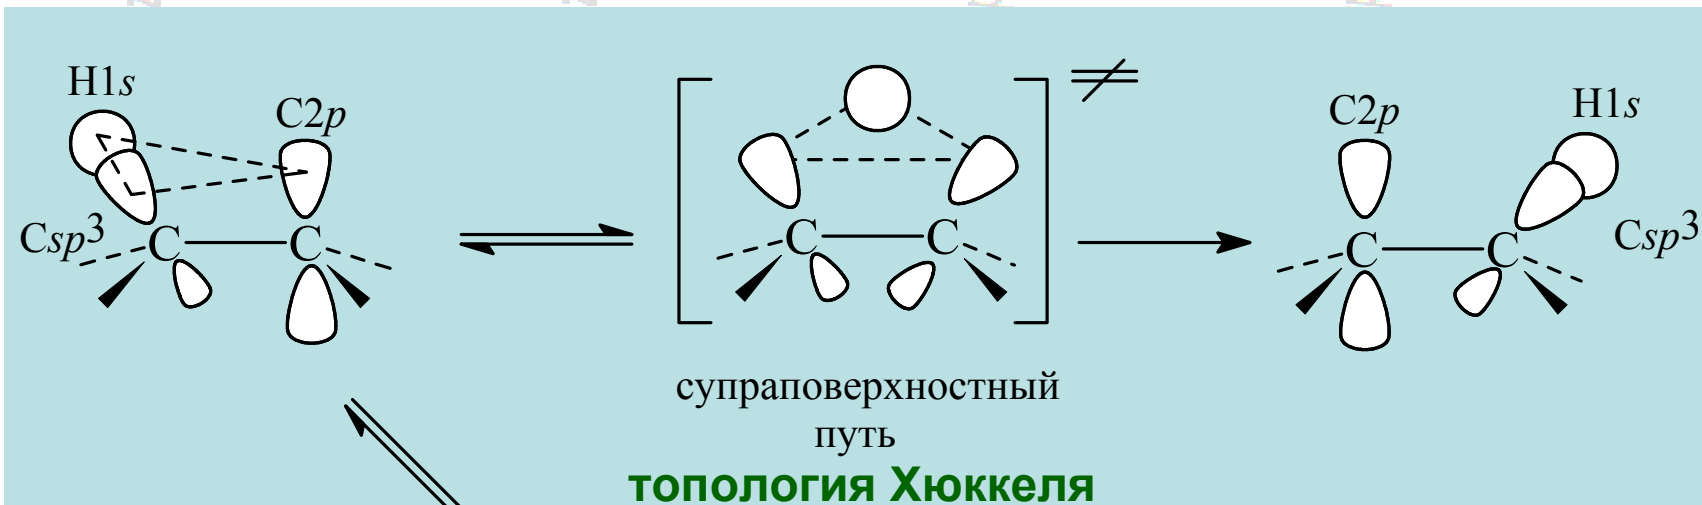 H1s
C2p
Csp3
C
C
C
C
супраповерхностный
путь
топология Хюккеля
C2p
H1s
Csp3
C
C